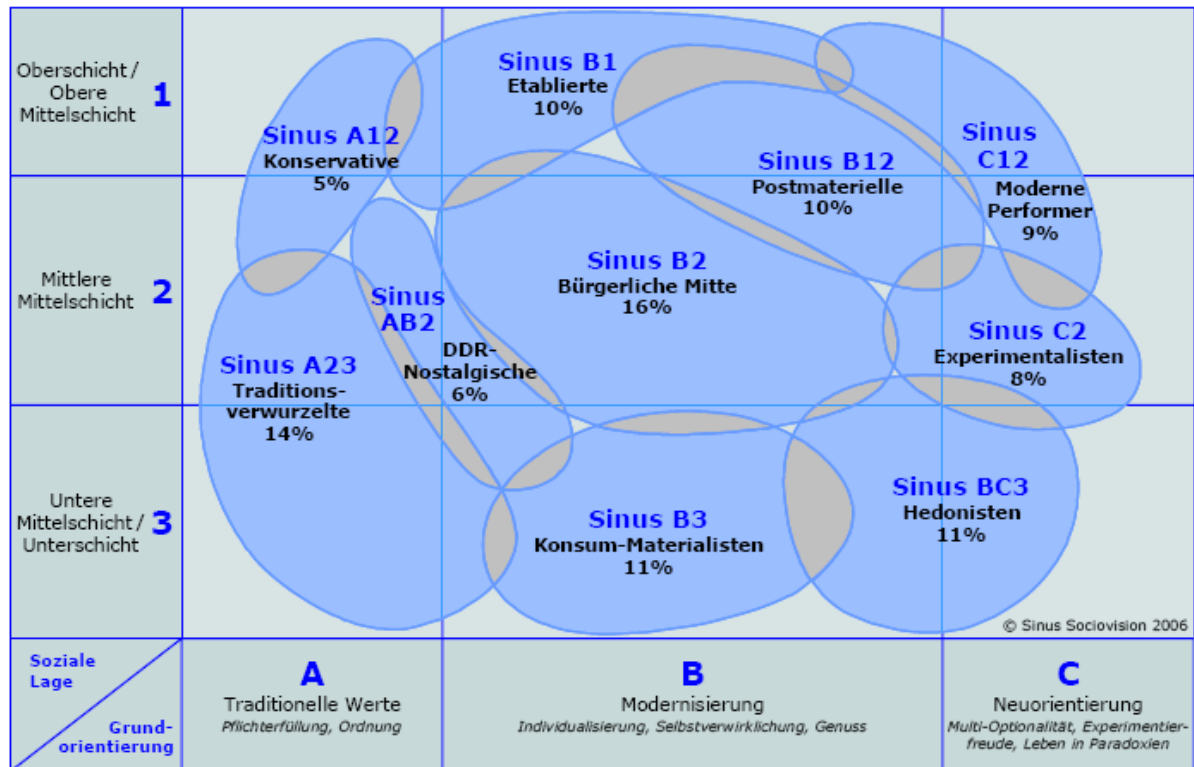 Oberschicht /
Obere
Mittelschicht
1
Sinus B1
Etablierte
10%
Sinus A12
Konservative
5%
Sinus
C12
Moderne
Performer
9%
Sinus B12
Postmaterielle
10%
Mittlere
Mittelschicht
2
Sinus B2
Bürgerliche Mitte
16%
Sinus
AB2
DDR-
Nostalgische
6%
Sinus C2
Experimentalisten
8%
Sinus A23
Traditions-
verwurzelte
14%
Untere
Mittelschicht /
Unterschicht
3
Sinus B3
Konsum-Materialisten
11%
Sinus BC3
Hedonisten
11%
© Sinus Sociovision 2006
Soziale
Lage
Grund-
orientierung
A
Traditionelle Werte
Pflichterfüllung, Ordnung
B
Modernisierung
Individualisierung, Selbstverwirklichung, Genuss
C
Neuorientierung
Multi-Optionalität, Experimentier-
freude, Leben in Paradoxien